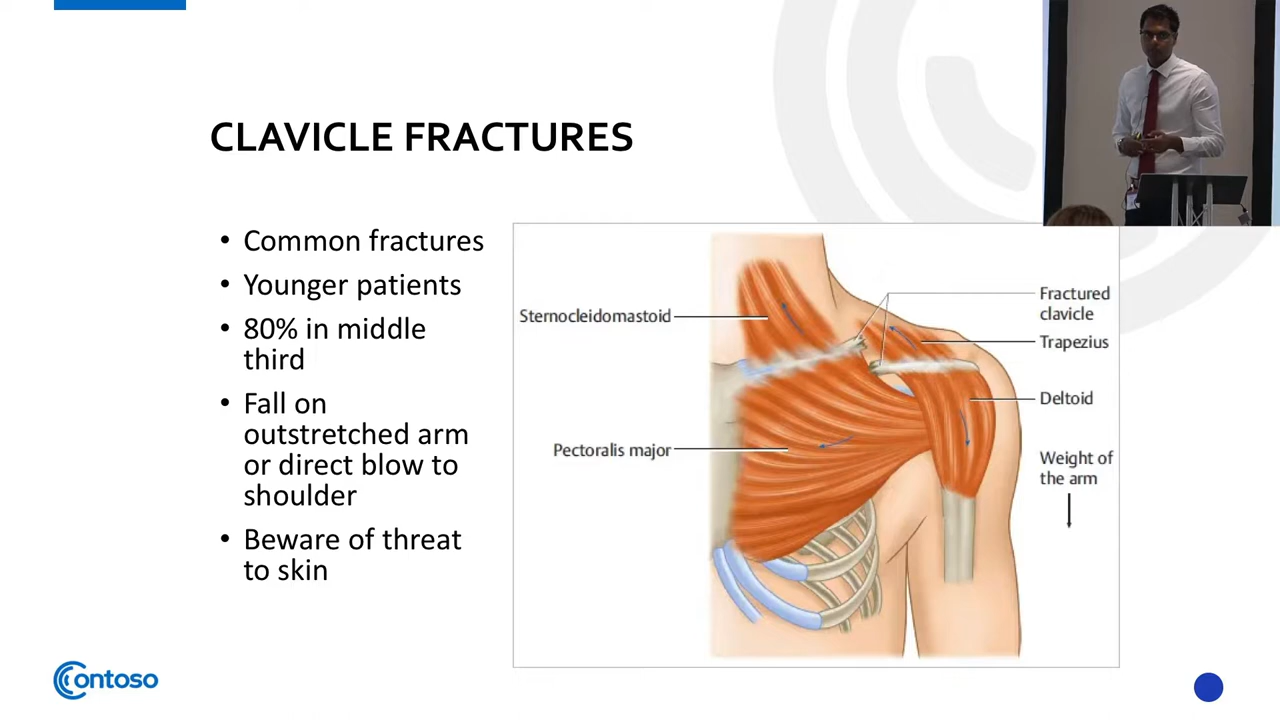 CLAVICLE FRACTURES
• Common fractures
• Younger patients
• 80% in middle
third
• Fall on
outstretched arm
or direct blow to
shoulder
• Beware of threat
to skin
Sternocleidomastoid
Pectoralis major
Fractured
clavicle
Trapezius
Deltoid
Weight of
the arm
Contoso